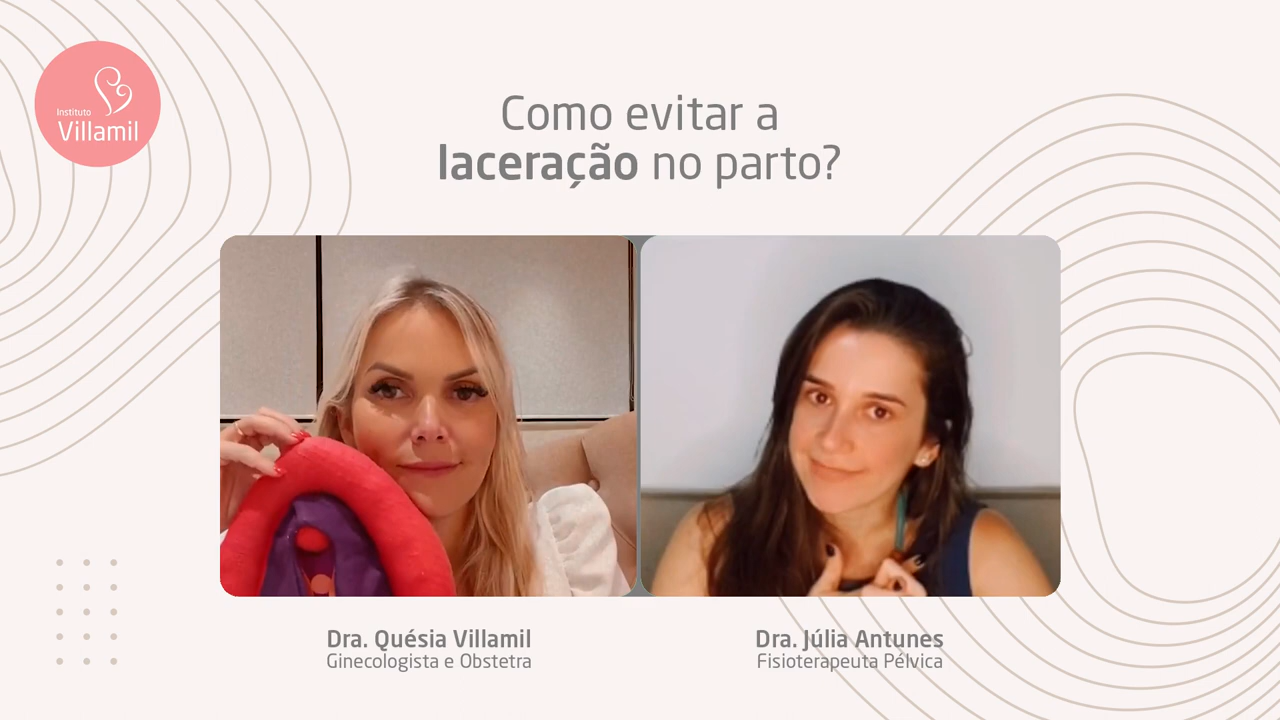 Instituto
Villamil
Como evitar a
laceração no parto?
Dra. Quésia Villamil
Ginecologista e Obstetra
Dra. Júlia Antunes
Fisioterapeuta Pélvica